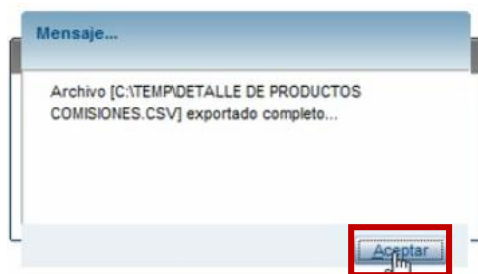 Mensaje...
Archivo [C:\TEMP\DETALLE DE PRODUCTOS
COMISIONES.CSV] exportado completo...
Aceptar